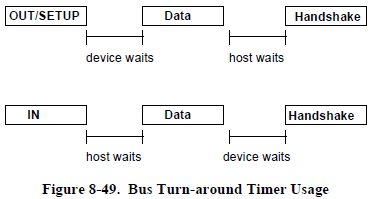 OUT/SETUP Data Handshake
device waits host waits
IN Data Handshake
host waits device waits
Figure 8-49. Bus Turn-around Timer Usage